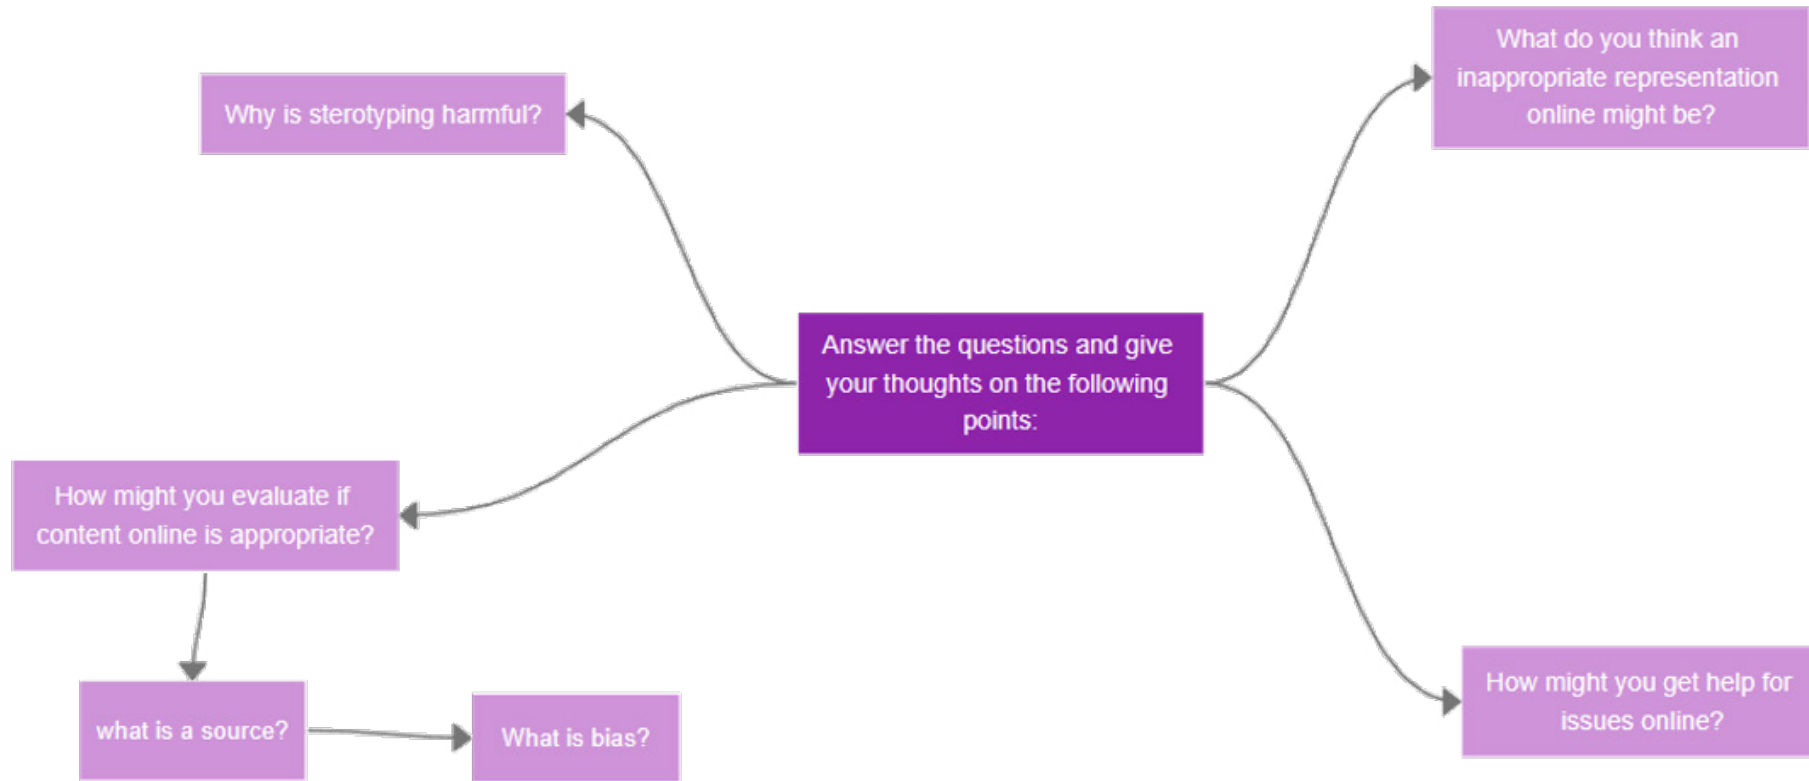 What do you think an
inappropriate representation
online might be?
Why is sterotyping harmful?
Answer the questions and give
your thoughts on the following
points:
How might you evaluate if
content online is appropriate?
How might you get help for
issues online?
what is a source?
What is bias?